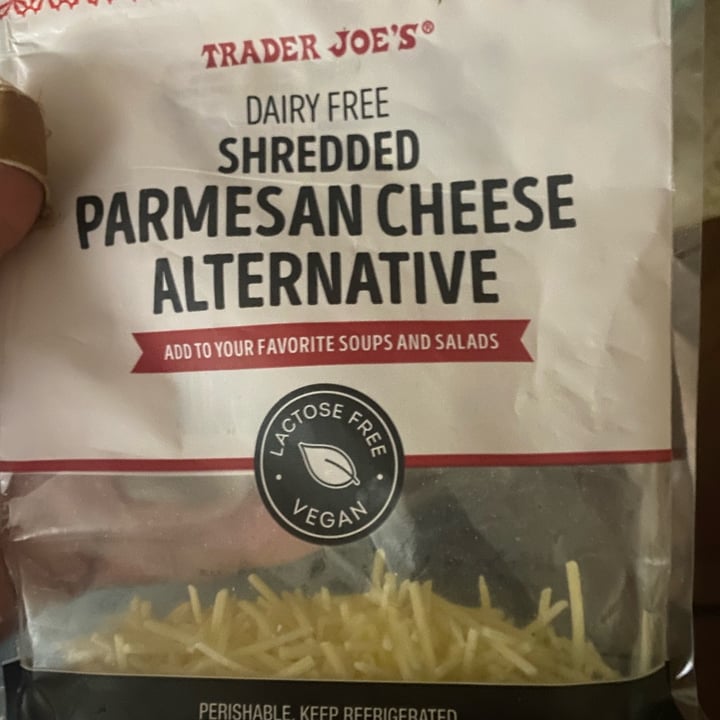 TRADER JOE'S®
DAIRY FREE
SHREDDED
PARMESAN CHEESE
ALTERNATIVE
ADD TO YOUR FAVORITE SOUPS AND SALADS
LACTOSE FREE
VEGAN
PERISHABLE, KEEP REFRIGERATED